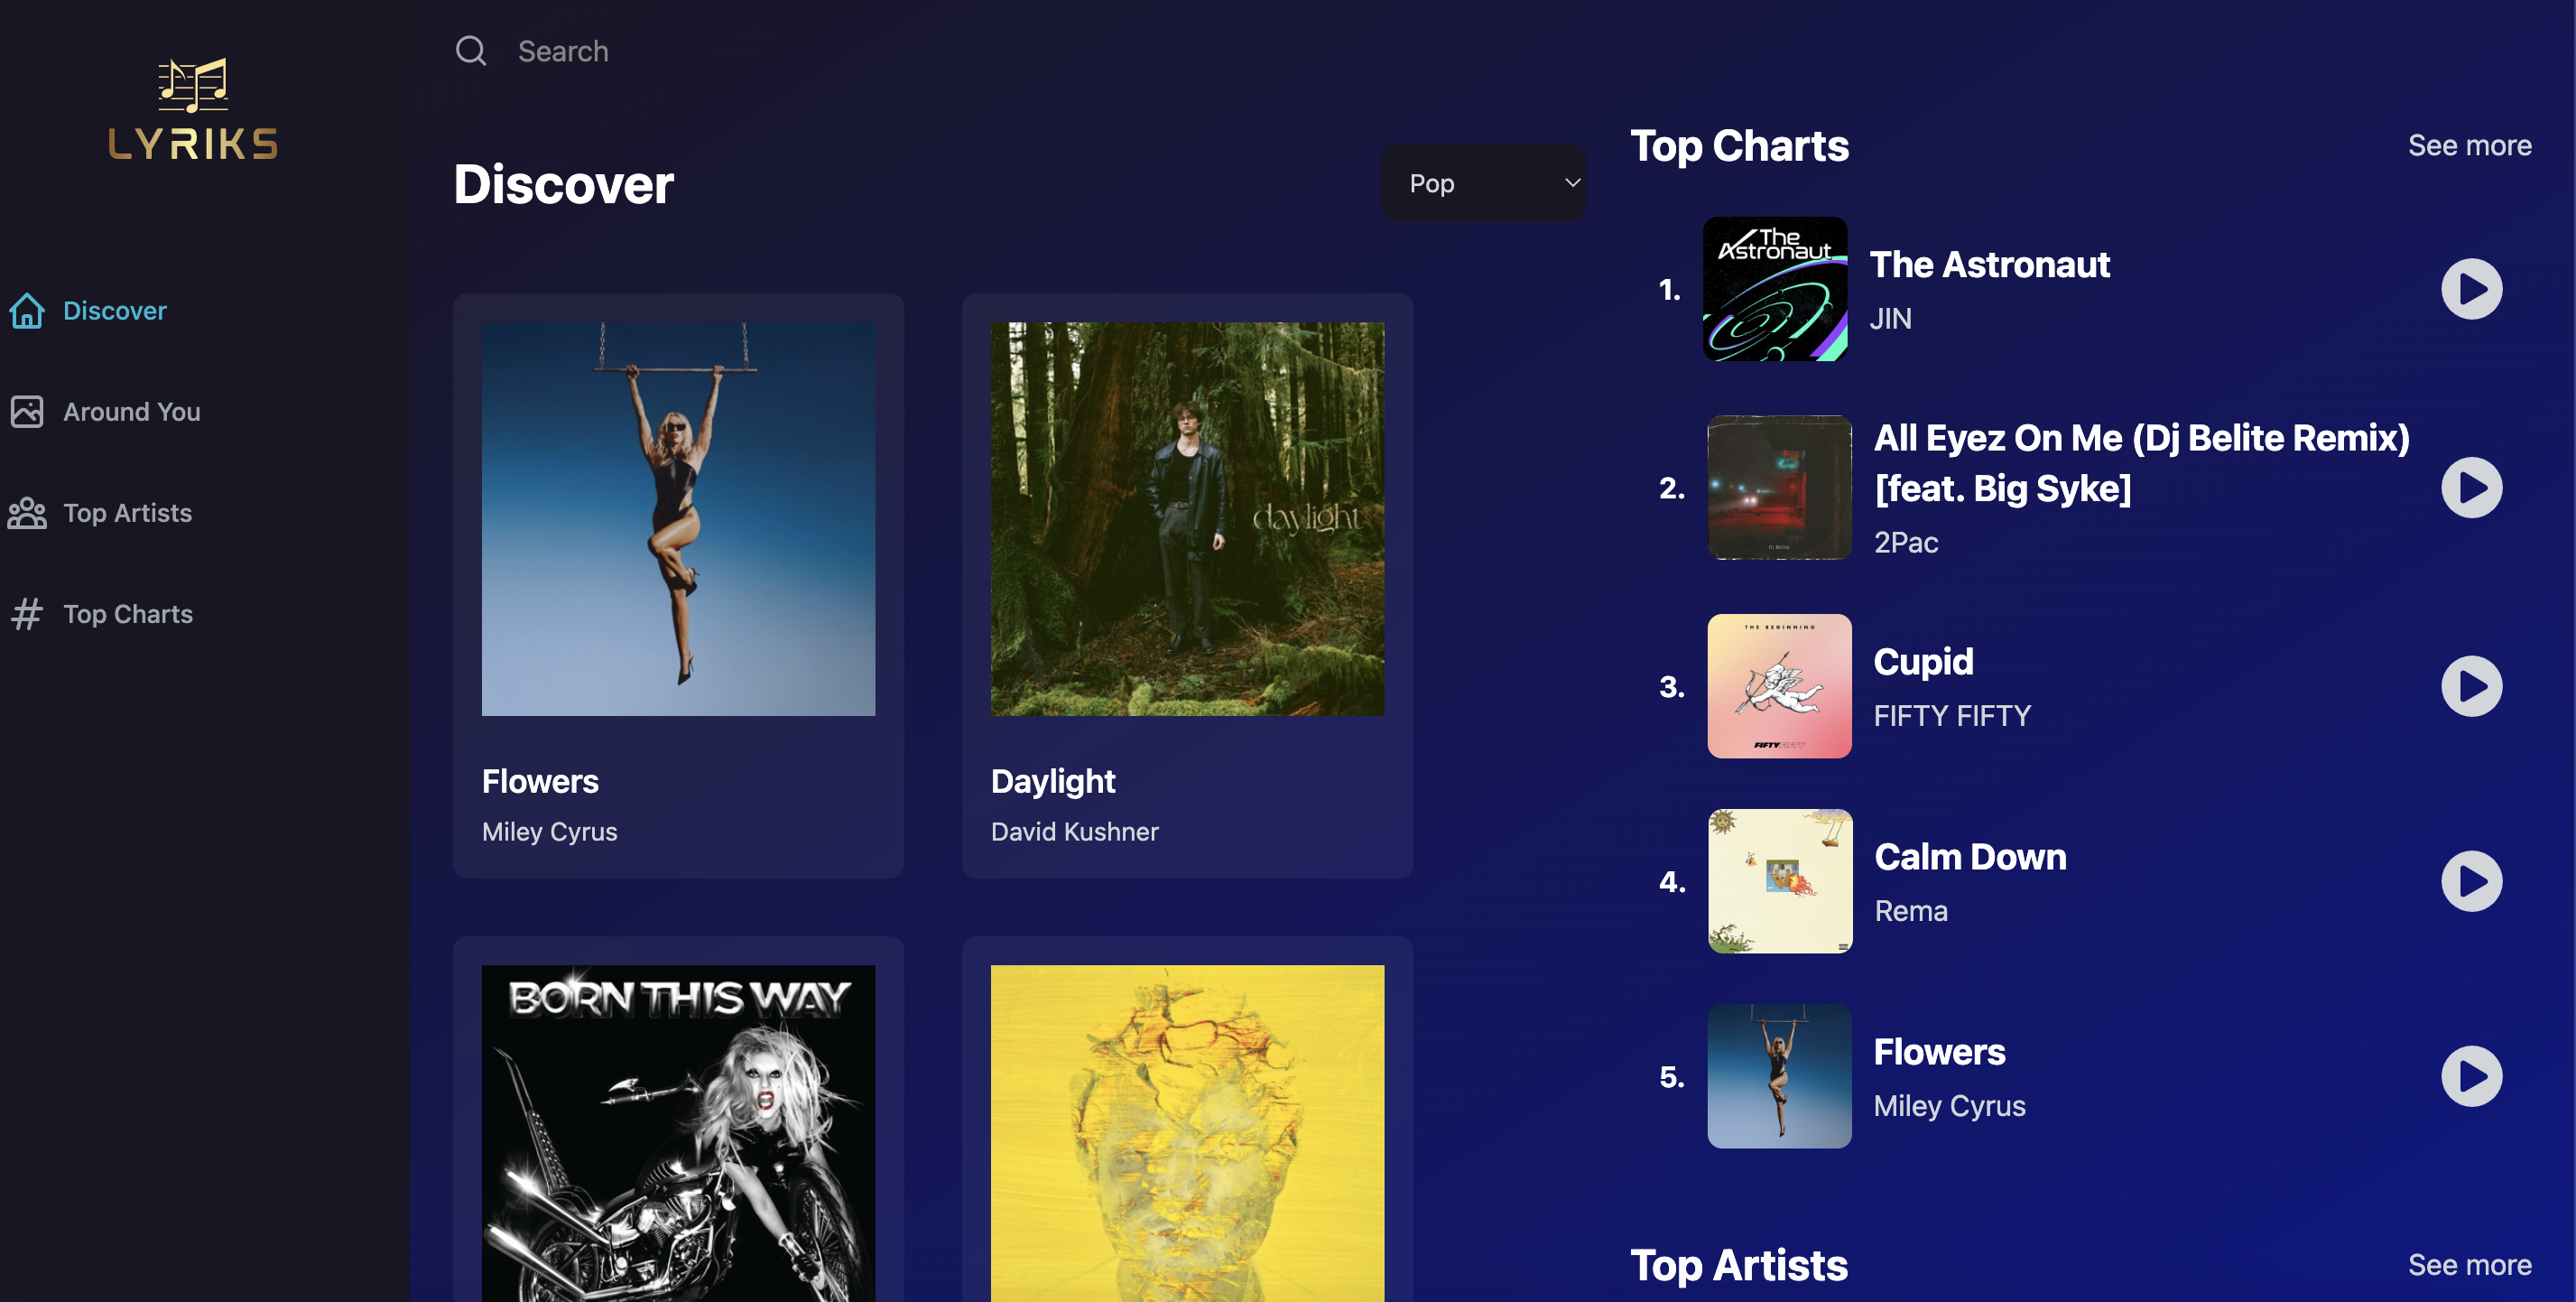 LYRIKS
Discover
Around You
Top Artists
Top Charts
Search
Discover
Pop
daylight
Flowers
Miley Cyrus
Daylight
David Kushner
BORN THIS WAY
Top Charts
See more
1.
The
Astronaut
The Astronaut
JIN
2.
Dj Belite
All Eyez On Me (Dj Belite Remix)
[feat. Big Syke]
2Pac
3.
THE BEGINNING
FIFTYFIFTY
Cupid
FIFTY FIFTY
4.
Calm Down
Rema
5.
Flowers
Miley Cyrus
Top Artists
See more